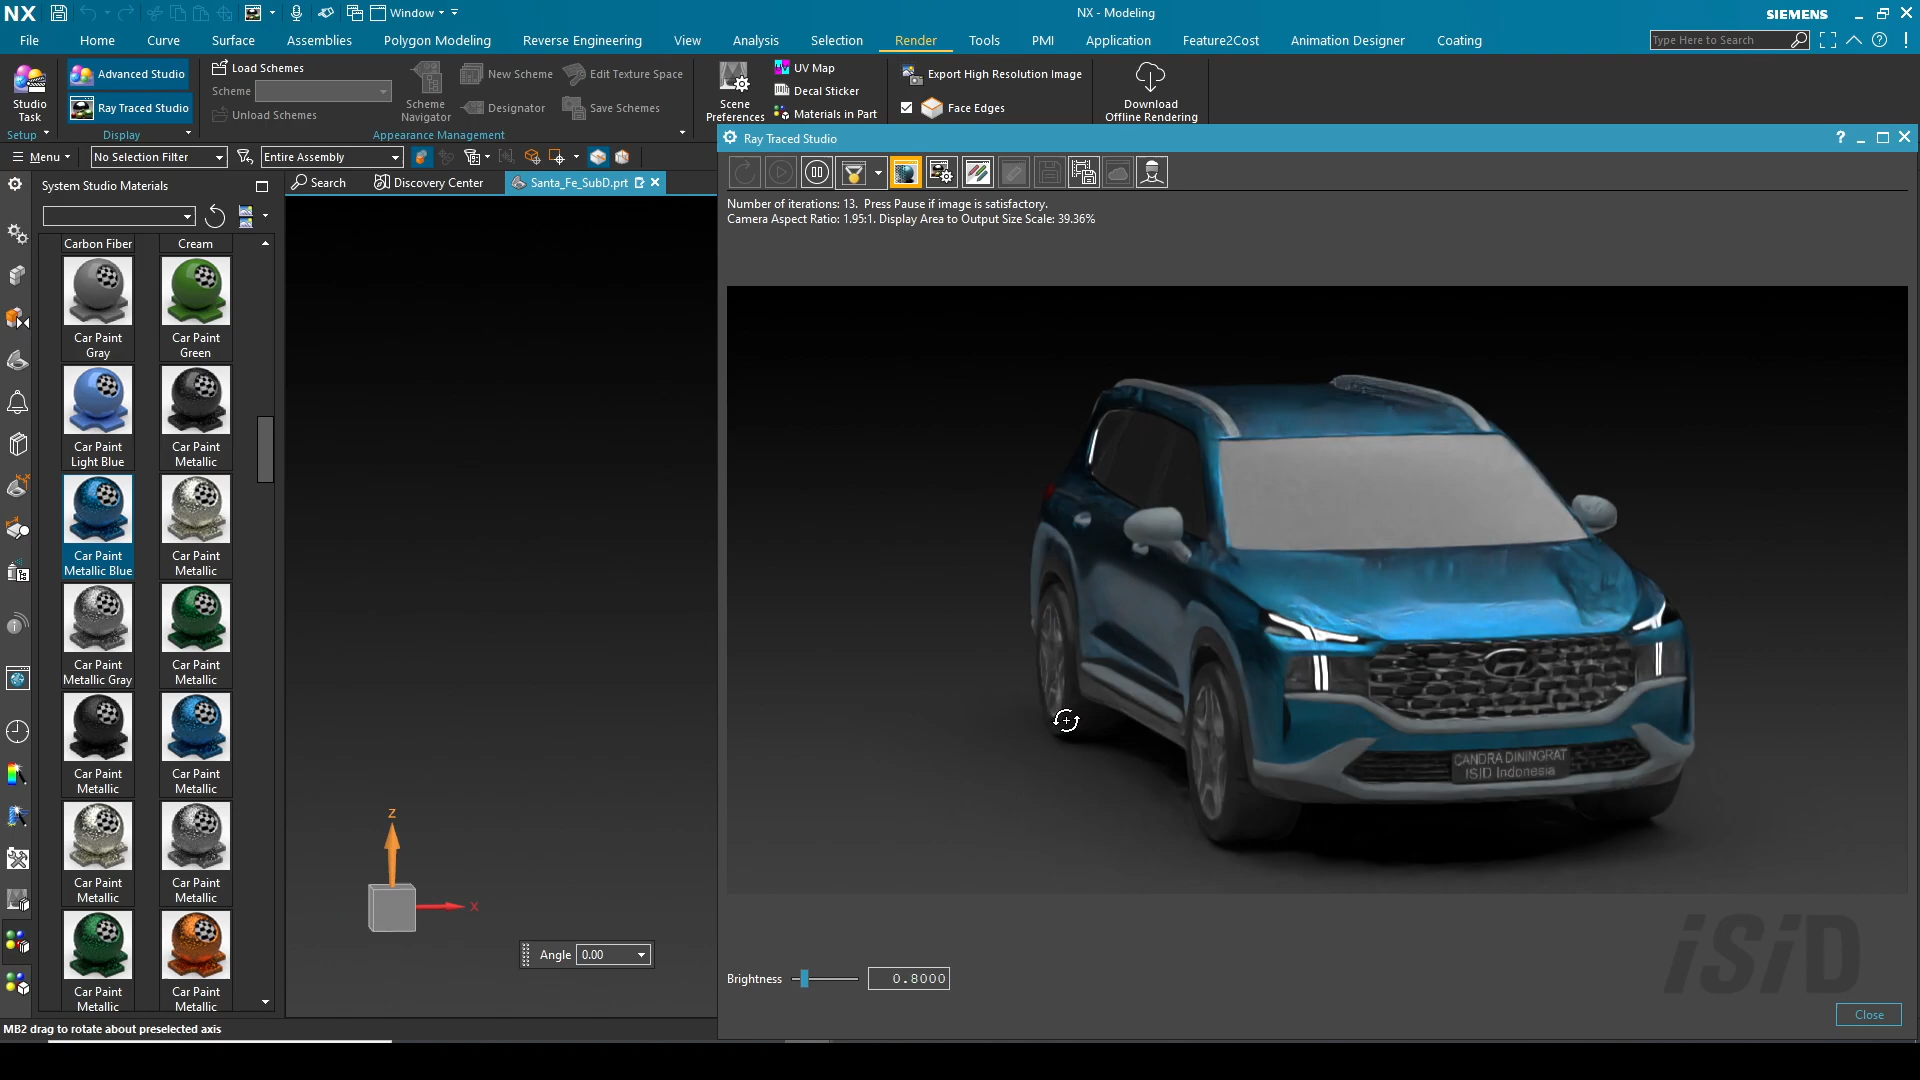 NX
Window
NX - Modeling
SIEMENS
File
Home
Curve
Surface
Assemblies
Polygon Modeling
Reverse Engineering
View
Analysis
Selection
Render
Tools
PMI
Application
Feature2Cost
Animation Designer
Coating
Type Here to Search
Studio Task
Setup
Advanced Studio
Ray Traced Studio
Display
Load Schemes
Scheme
Unload Schemes
Scheme Navigator
New Scheme
Designator
Edit Texture Space
Save Schemes
Appearance Management
Scene Preferences
UV Map
Decal Sticker
Materials in Part
Export High Resolution Image
Face Edges
Download Offline Rendering
Menu
No Selection Filter
Entire Assembly
System Studio Materials
Search
Discovery Center
Santa_Fe_SubD.prt
Carbon Fiber
Cream
Car Paint Gray
Car Paint Green
Car Paint Light Blue
Car Paint Metallic
Car Paint Metallic Blue
Car Paint Metallic
Car Paint Metallic Gray
Car Paint Metallic
Car Paint Metallic
Car Paint Metallic
Car Paint Metallic
Car Paint Metallic
Car Paint Metallic
Car Paint Metallic
Z
X
Angle 0.00
Ray Traced Studio
Number of iterations: 13. Press Pause if image is satisfactory.
Camera Aspect Ratio: 1.95:1. Display Area to Output Size Scale: 39.36%
CANDRA DININGRAT
ISID Indonesia
iSiD
Brightness 0.8000
Close
MB2 drag to rotate about preselected axis